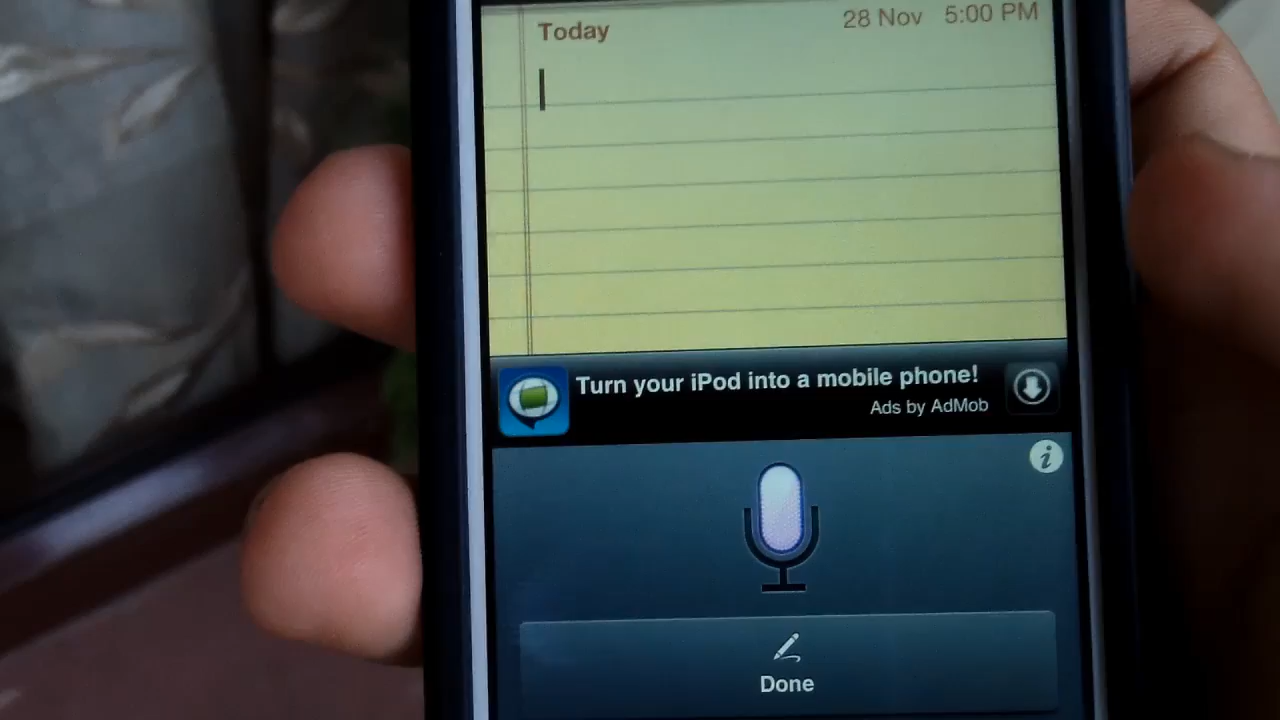 Today 28 Nov 5:00 PM
Turn your iPod into a mobile phone!
Ads by AdMob
i
Done